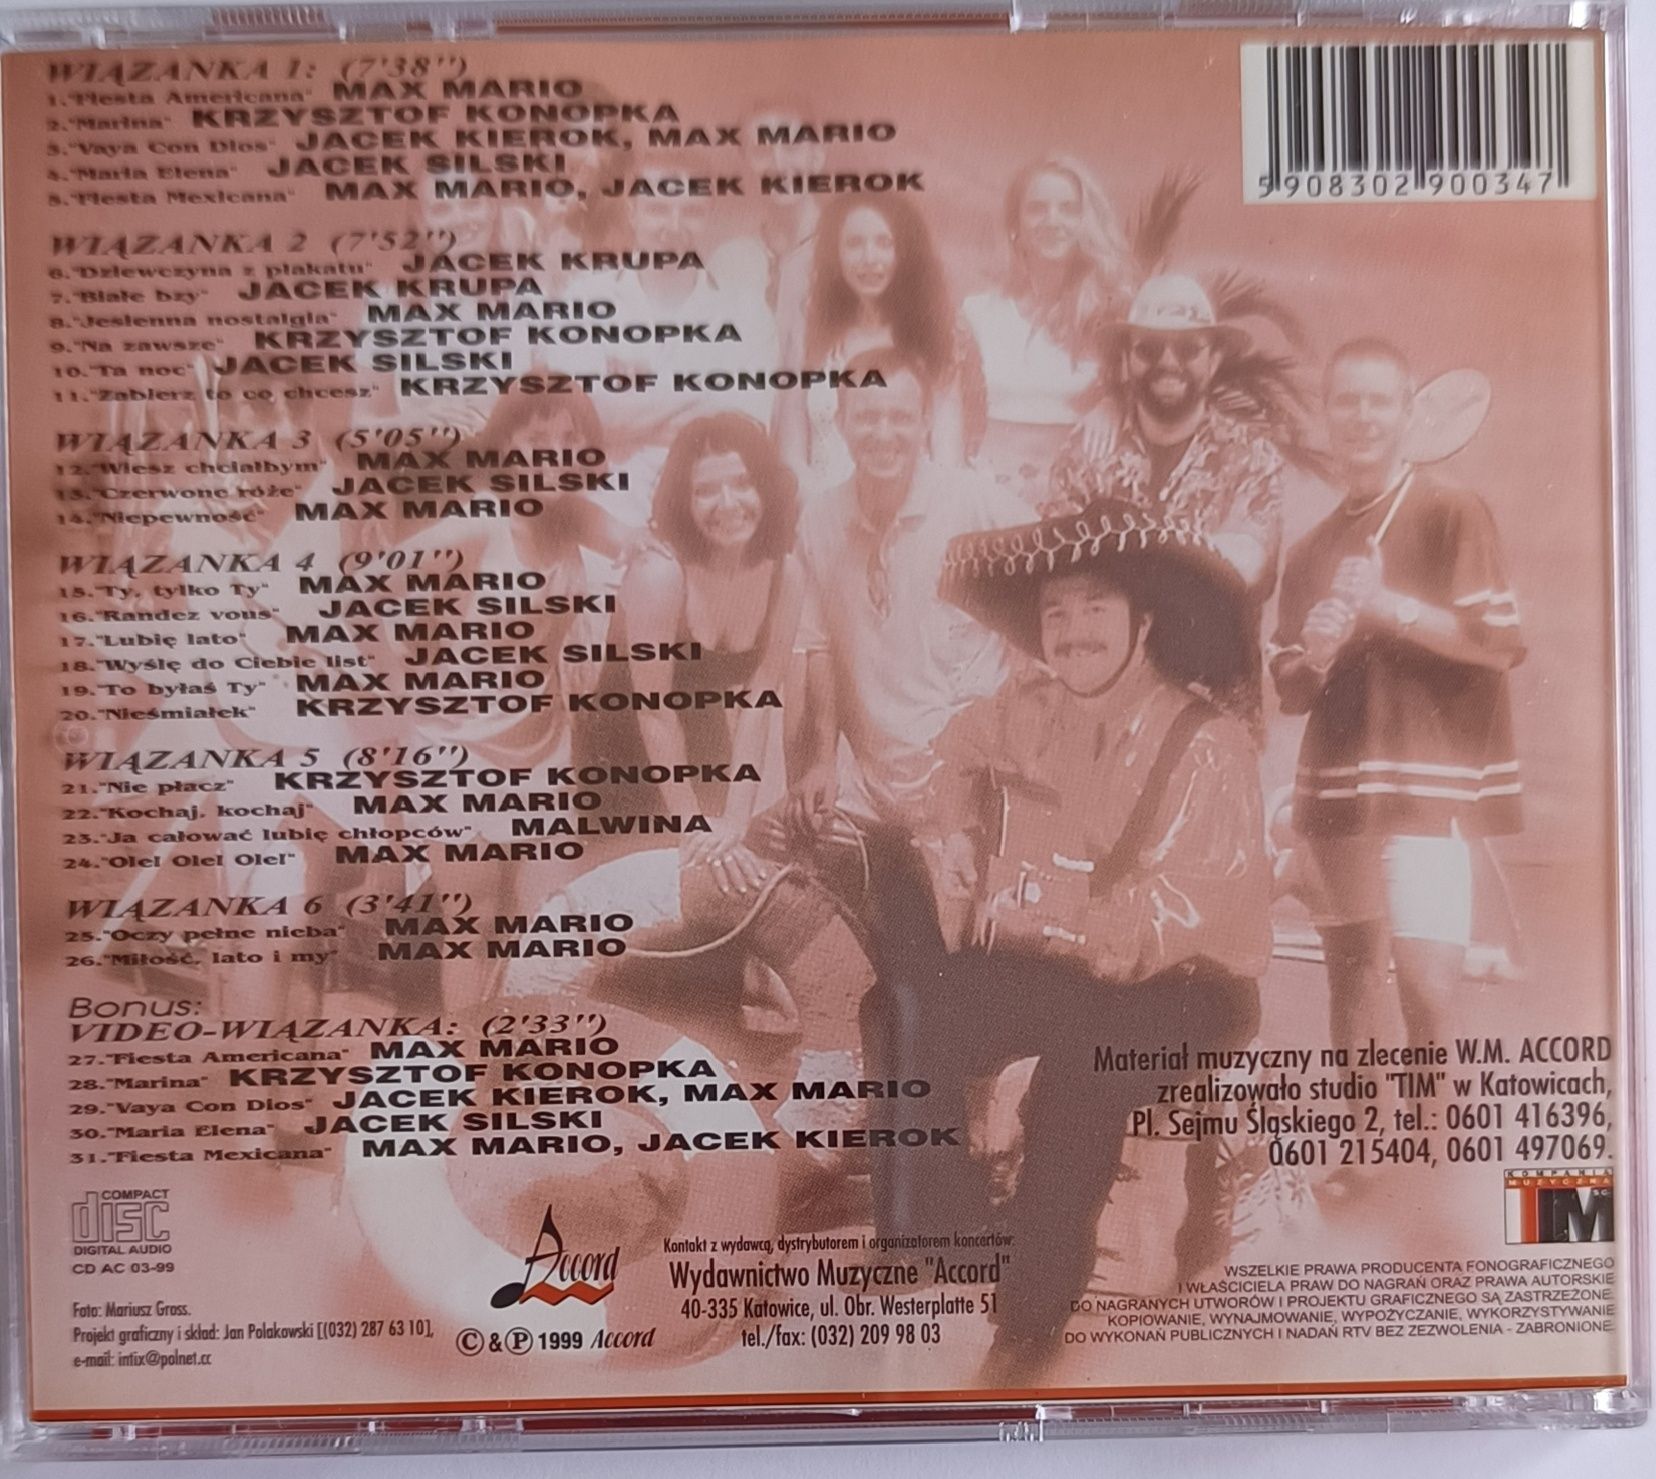 WIĄZANKA 1: (7'38")
1."Fiesta Americana" MAX MARIO
2."Marina" KRZYSZTOF KONOPKA
3."Vaya Con Dios" JACEK KIEROK, MAX MARIO
4."Maria Elena" JACEK SILSKI
5."Fiesta Mexicana" MAX MARIO, JACEK KIEROK
WIĄZANKA 2 (7'52")
6."Dziewczyna z plakatu" JACEK KRUPA
7."Białe bzy" JACEK KRUPA
8."Jesienna nostalgia" MAX MARIO
9."Na zawsze" KRZYSZTOF KONOPKA
10."Ta noc" JACEK SILSKI
11."Zabierz to co chcesz" KRZYSZTOF KONOPKA
WIĄZANKA 3 (5'05")
12."Wiesz chciałbym" MAX MARIO
13."Czerwone róże" JACEK SILSKI
14."Niepewność" MAX MARIO
WIĄZANKA 4 (9'01")
15."Ty, tylko Ty" MAX MARIO
16."Randez vous" JACEK SILSKI
17."Lubię lato" MAX MARIO
18."Wyślę do Ciebie list" JACEK SILSKI
19."To byłaś Ty" MAX MARIO
20."Nieśmiałek" KRZYSZTOF KONOPKA
WIĄZANKA 5 (8'16")
21."Nie płacz" KRZYSZTOF KONOPKA
22."Kochaj, kochaj" MAX MARIO
23."Ja całować lubię chłopców" MALWINA
24."Ole! Ole! Ole!" MAX MARIO
WIĄZANKA 6 (3'41")
25."Oczy pełne nieba" MAX MARIO
26."Miłość, lato i my" MAX MARIO
Bonus:
VIDEO-WIĄZANKA: (2'33")
27."Fiesta Americana" MAX MARIO
28."Marina" KRZYSZTOF KONOPKA
29."Vaya Con Dios" JACEK KIEROK, MAX MARIO
30."Maria Elena" JACEK SILSKI
31."Fiesta Mexicana" MAX MARIO, JACEK KIEROK
5 908302 900347
Materiał muzyczny na zlecenie W.M. ACCORD
zrealizowało studio "TIM" w Katowicach,
Pl. Sejmu Śląskiego 2, tel.: 0601 416396,
0601 215404, 0601 497069.
KOMPANIA
MUZYCZNA
TIM S.C.
COMPACT
disc
DIGITAL AUDIO
CD AC 03-99
Foto: Mariusz Gross.
Projekt graficzny i skład: Jan Polakowski [(032) 287 63 10],
e-mail: intix@polnet.cc
Accord
© & ℗ 1999 Accord
Kontakt z wydawcą, dystrybutorem i organizatorem koncertów:
Wydawnictwo Muzyczne "Accord"
40-335 Katowice, ul. Obr. Westerplatte 51
tel./fax: (032) 209 98 03
WSZELKIE PRAWA PRODUCENTA FONOGRAFICZNEGO
I WŁAŚCICIELA PRAW DO NAGRAŃ ORAZ PRAWA AUTORSKIE
DO NAGRANYCH UTWORÓW I PROJEKTU GRAFICZNEGO SĄ ZASTRZEŻONE.
KOPIOWANIE, WYNAJMOWANIE, WYPOŻYCZANIE, WYKORZYSTYWANIE
DO WYKONAŃ PUBLICZNYCH I NADAŃ RTV BEZ ZEZWOLENIA - ZABRONIONE.